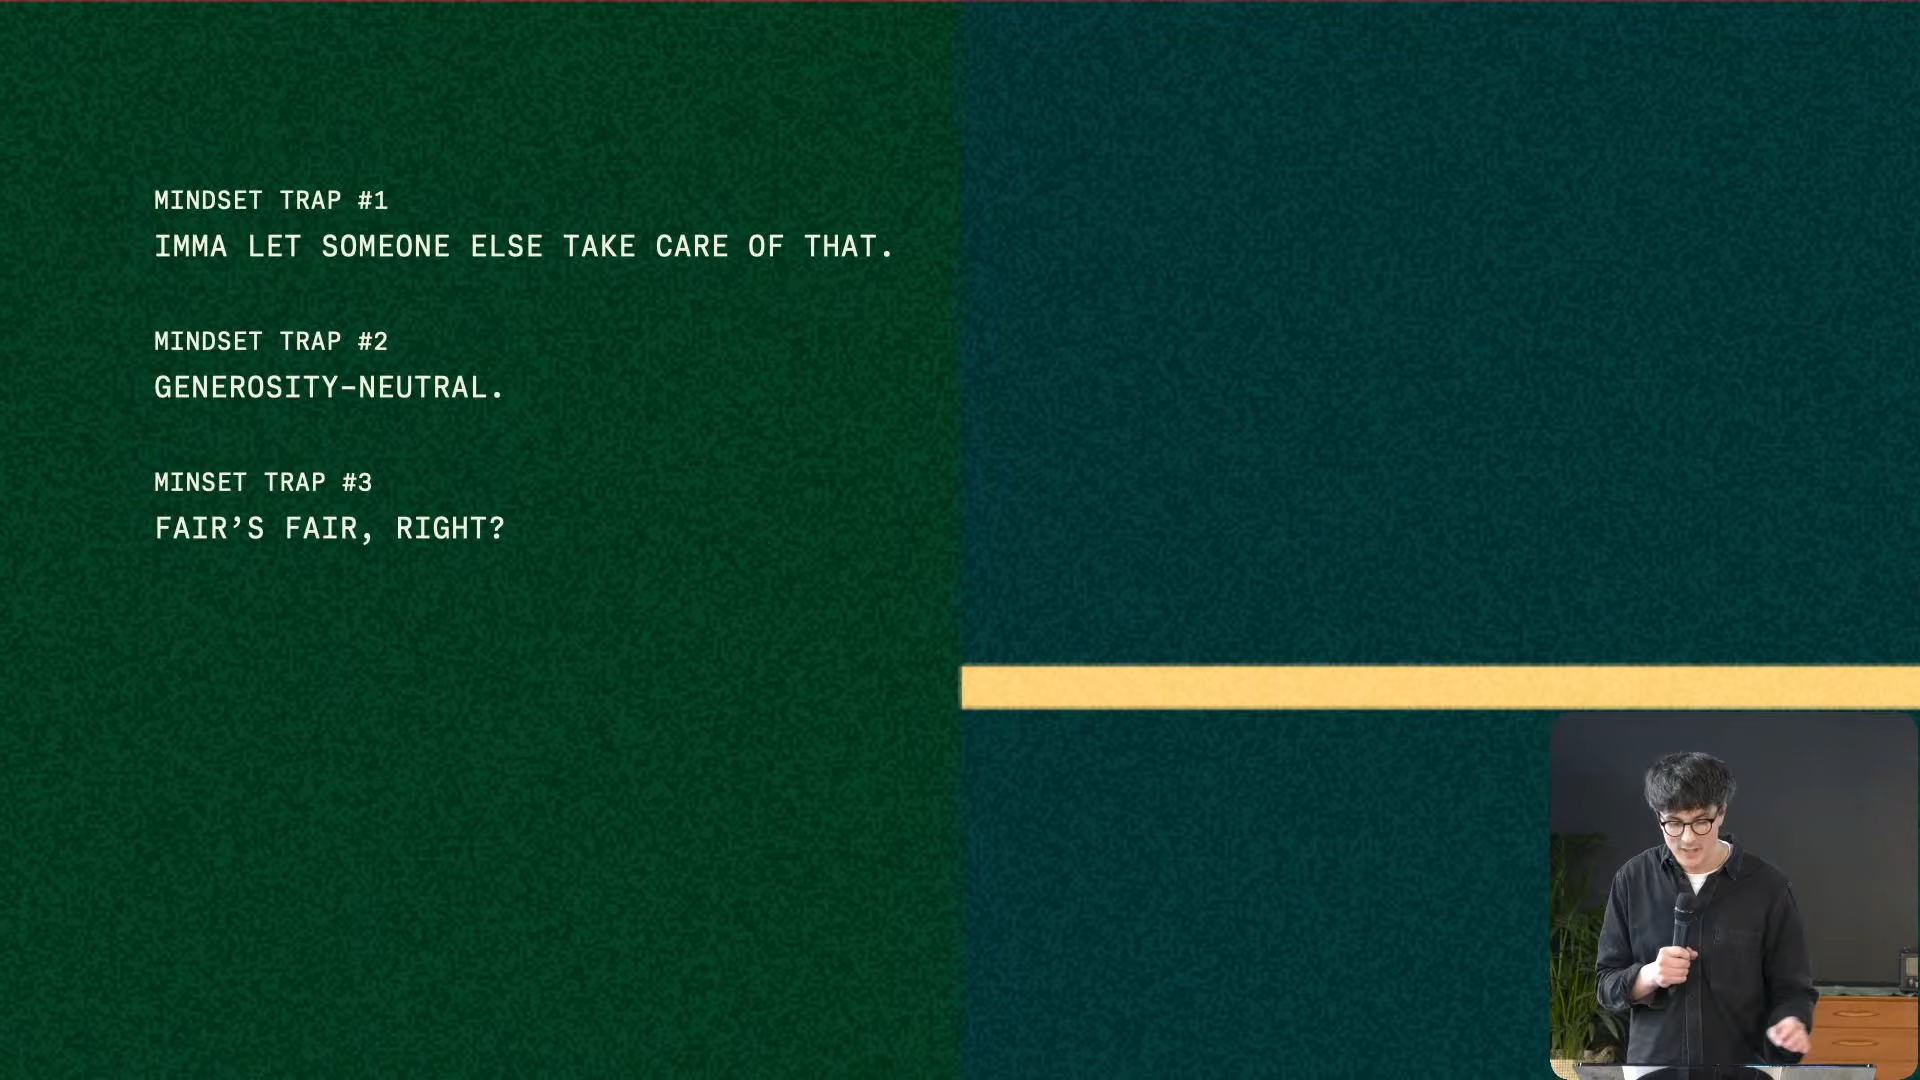 MINDSET TRAP #1
IMMA LET SOMEONE ELSE TAKE CARE OF THAT.
MINDSET TRAP #2
GENEROSITY-NEUTRAL.
MINSET TRAP #3
FAIR’S FAIR, RIGHT?